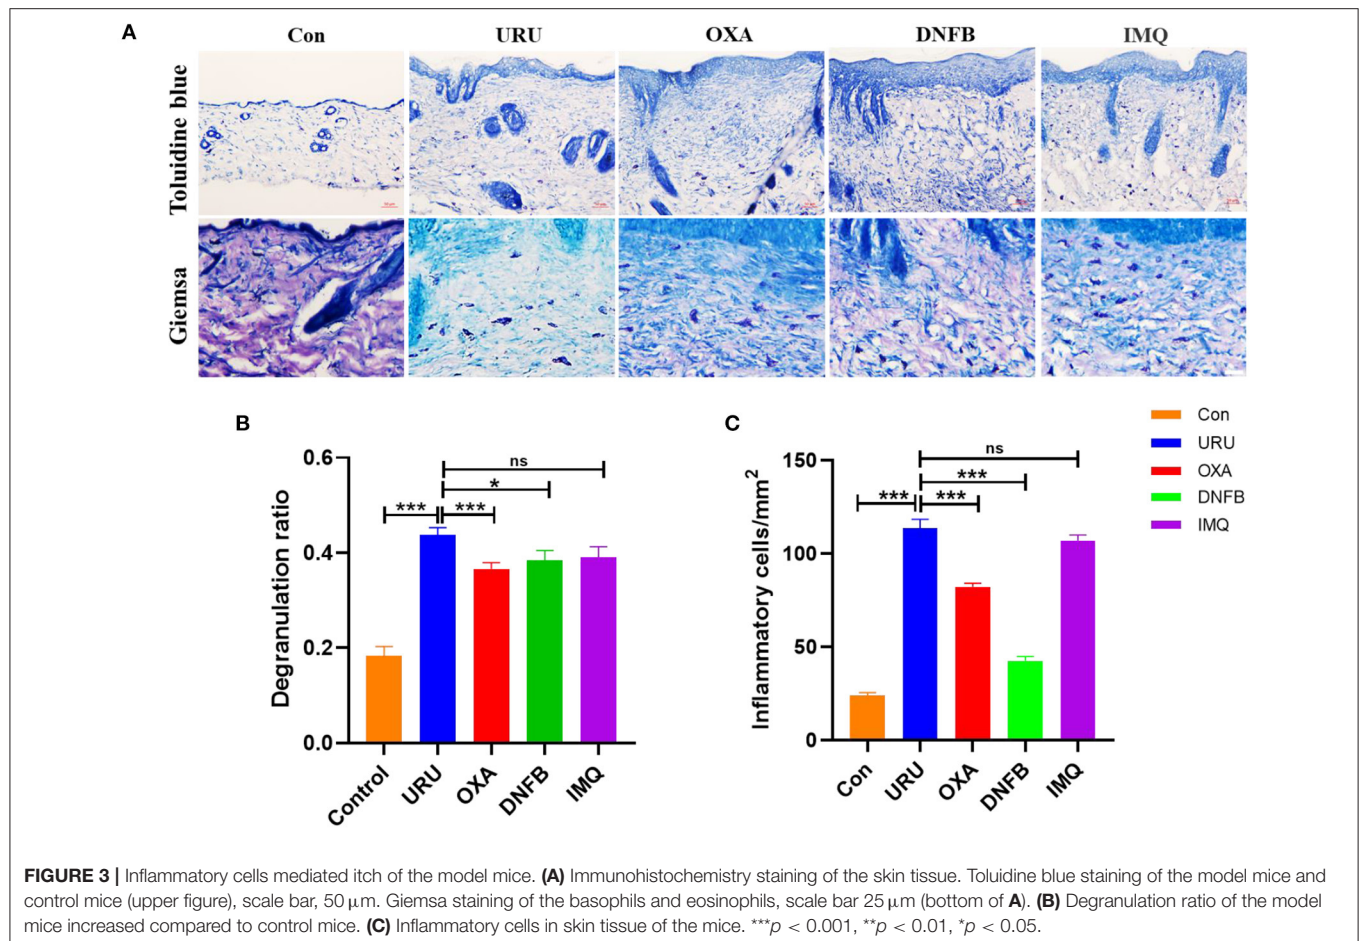 A
Con URU OXA DNFB IMQ
Toluidine blue
Giemsa
B
Degranulation ratio
0.6
0.4
0.2
0.0
ns
*
*** ***
Control URU OXA DNFB IMQ
C
Inflammatory cells/mm²
150
100
50
0
ns
***
*** ***
Con URU OXA DNFB IMQ
Con
URU
OXA
DNFB
IMQ
FIGURE 3 | Inflammatory cells mediated itch of the model mice. (A) Immunohistochemistry staining of the skin tissue. Toluidine blue staining of the model mice and
control mice (upper figure), scale bar, 50 μm. Giemsa staining of the basophils and eosinophils, scale bar 25 μm (bottom of A). (B) Degranulation ratio of the model
mice increased compared to control mice. (C) Inflammatory cells in skin tissue of the mice. ***p < 0.001, **p < 0.01, *p < 0.05.